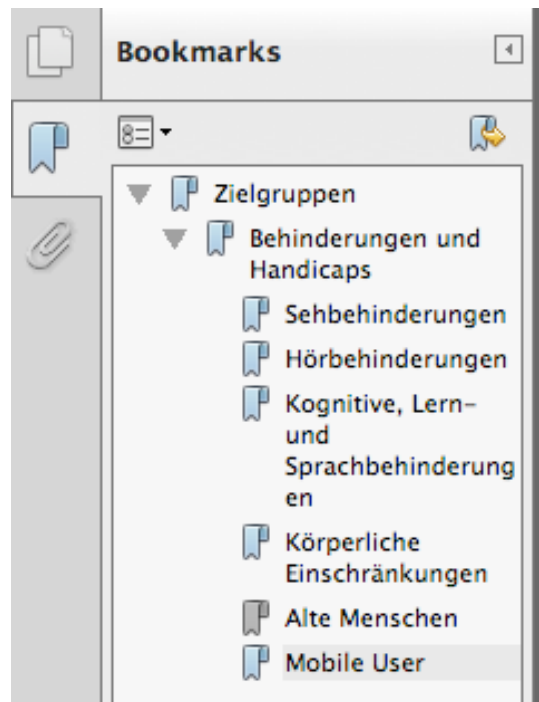 Bookmarks
Zielgruppen
Behinderungen und
Handicaps
Sehbehinderungen
Hörbehinderungen
Kognitive, Lern-
und
Sprachbehinderung
en
Körperliche
Einschränkungen
Alte Menschen
Mobile User